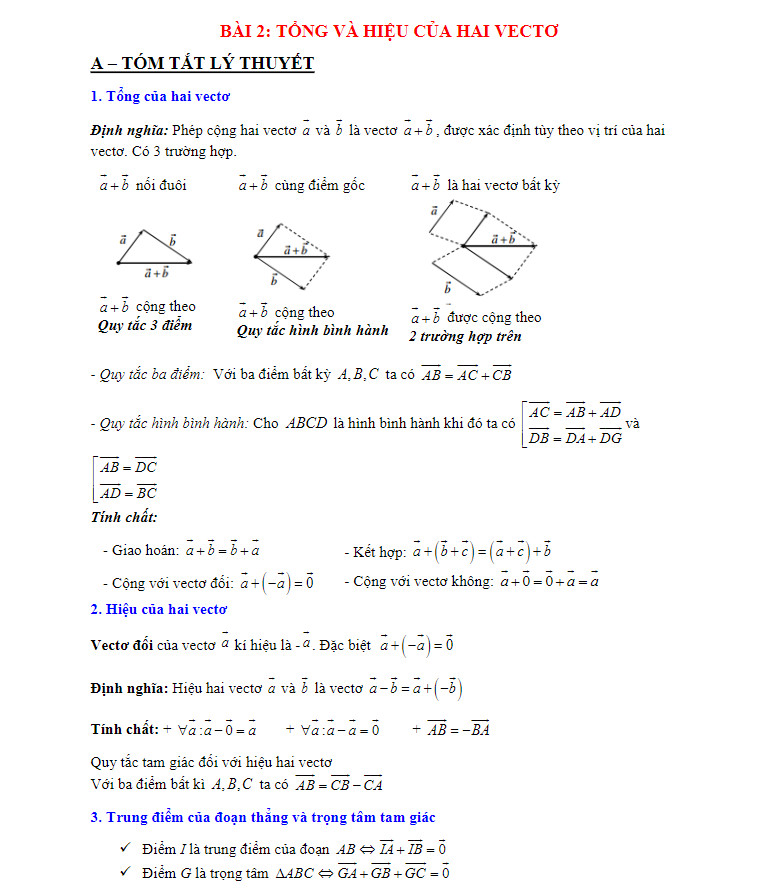 BÀI 2: TỔNG VÀ HIỆU CỦA HAI VECTƠ
A – TÓM TẮT LÝ THUYẾT
1. Tổng của hai vectơ
Định nghĩa: Phép cộng hai vectơ $\vec{a}$ và $\vec{b}$ là vectơ $\vec{a}+\vec{b}$, được xác định tùy theo vị trí của hai
vectơ. Có 3 trường hợp.
$\vec{a}+\vec{b}$ nối đuôi
$\vec{a}+\vec{b}$ cùng điểm gốc
$\vec{a}+\vec{b}$ là hai vectơ bất kỳ
$\vec{a}$ $\vec{b}$
$\vec{a}+\vec{b}$
$\vec{a}$
$\vec{a}+\vec{b}$
$\vec{b}$
$\vec{a}$
$\vec{a}+\vec{b}$
$\vec{b}$
$\vec{a}+\vec{b}$ cộng theo
Quy tắc 3 điểm
$\vec{a}+\vec{b}$ cộng theo
Quy tắc hình bình hành
$\vec{a}+\vec{b}$ được cộng theo
2 trường hợp trên
- Quy tắc ba điểm: Với ba điểm bất kỳ $A,B,C$ ta có $\overrightarrow{AB}=\overrightarrow{AC}+\overrightarrow{CB}$
- Quy tắc hình bình hành: Cho $ABCD$ là hình bình hành khi đó ta có $\left[\begin{array}{l}\overrightarrow{AC}=\overrightarrow{AB}+\overrightarrow{AD}\\ \overrightarrow{DB}=\overrightarrow{DA}+\overrightarrow{DG}\end{array}\right.$ và
$\left[\begin{array}{l}\overrightarrow{AB}=\overrightarrow{DC}\\ \overrightarrow{AD}=\overrightarrow{BC}\end{array}\right.$
Tính chất:
- Giao hoán: $\vec{a}+\vec{b}=\vec{b}+\vec{a}$ - Kết hợp: $\vec{a}+(\vec{b}+\vec{c})=(\vec{a}+\vec{c})+\vec{b}$
- Cộng với vectơ đối: $\vec{a}+(-\vec{a})=\vec{0}$ - Cộng với vectơ không: $\vec{a}+\vec{0}=\vec{0}+\vec{a}=\vec{a}$
2. Hiệu của hai vectơ
Vectơ đối của vectơ $\vec{a}$ kí hiệu là -$\vec{a}$. Đặc biệt $\vec{a}+(-\vec{a})=\vec{0}$
Định nghĩa: Hiệu hai vectơ $\vec{a}$ và $\vec{b}$ là vectơ $\vec{a}-\vec{b}=\vec{a}+(-\vec{b})$
Tính chất: + $\forall\vec{a}:\vec{a}-\vec{0}=\vec{a}$ + $\forall\vec{a}:\vec{a}-\vec{a}=\vec{0}$ + $\overrightarrow{AB}=-\overrightarrow{BA}$
Quy tắc tam giác đối với hiệu hai vectơ
Với ba điểm bất kì $A,B,C$ ta có $\overrightarrow{AB}=\overrightarrow{CB}-\overrightarrow{CA}$
3. Trung điểm của đoạn thẳng và trọng tâm tam giác
✓ Điểm I là trung điểm của đoạn $AB\Leftrightarrow\overrightarrow{IA}+\overrightarrow{IB}=\vec{0}$
✓ Điểm G là trọng tâm $\Delta ABC\Leftrightarrow\overrightarrow{GA}+\overrightarrow{GB}+\overrightarrow{GC}=\vec{0}$